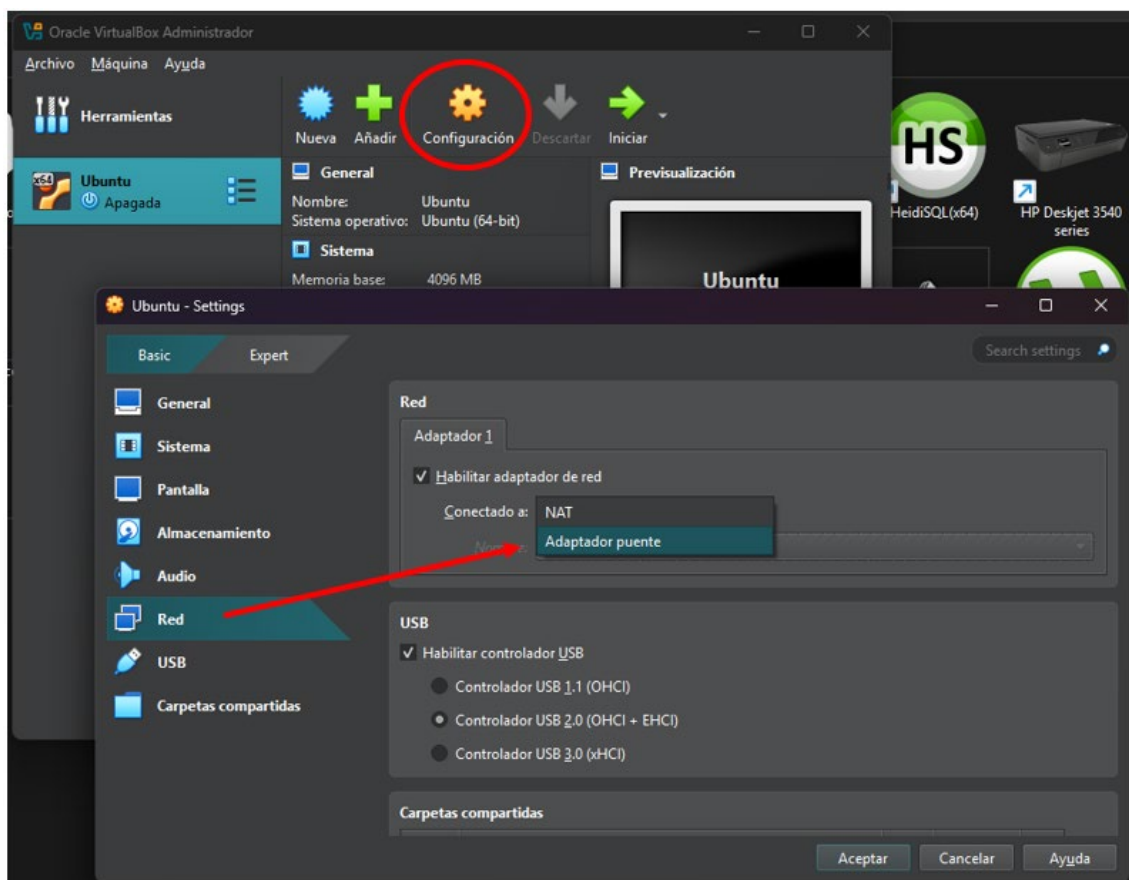 Oracle VirtualBox Administrador
Archivo Máquina Ayuda
Herramientas
Nueva Añadir Configuración Descartar Iniciar
x64
Ubuntu
Apagada
General
Nombre: Ubuntu
Sistema operativo: Ubuntu (64-bit)
Sistema
Memoria base: 4096 MB
Previsualización
Ubuntu
HS
HeidiSQL(x64)
HP Deskjet 3540
series
Ubuntu - Settings
Basic Expert
Search settings
General
Sistema
Pantalla
Almacenamiento
Audio
Red
USB
Carpetas compartidas
Red
Adaptador 1
Habilitar adaptador de red
Conectado a: NAT
Adaptador puente
USB
Habilitar controlador USB
Controlador USB 1.1 (OHCI)
Controlador USB 2.0 (OHCI + EHCI)
Controlador USB 3.0 (xHCI)
Carpetas compartidas
Aceptar Cancelar Ayuda